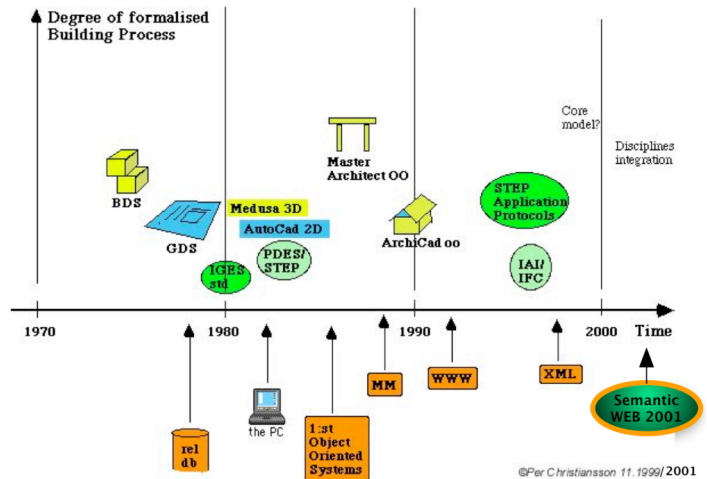 Degree of formalised
Building Process
Core
model?
Disciplines
integration
Master
Architect OO
BDS
STEP
Application
Protocols
Medusa 3D
AutoCad 2D
GDS
ArchiCad oo
PDES/
STEP
IGES
std
IAI/
IFC
1970
1980
1990
2000
Time
MM
WWW
XML
Semantic
WEB 2001
the PC
rel
db
1:st
Object
Oriented
Systems
©Per Christiansson 11.1999/2001